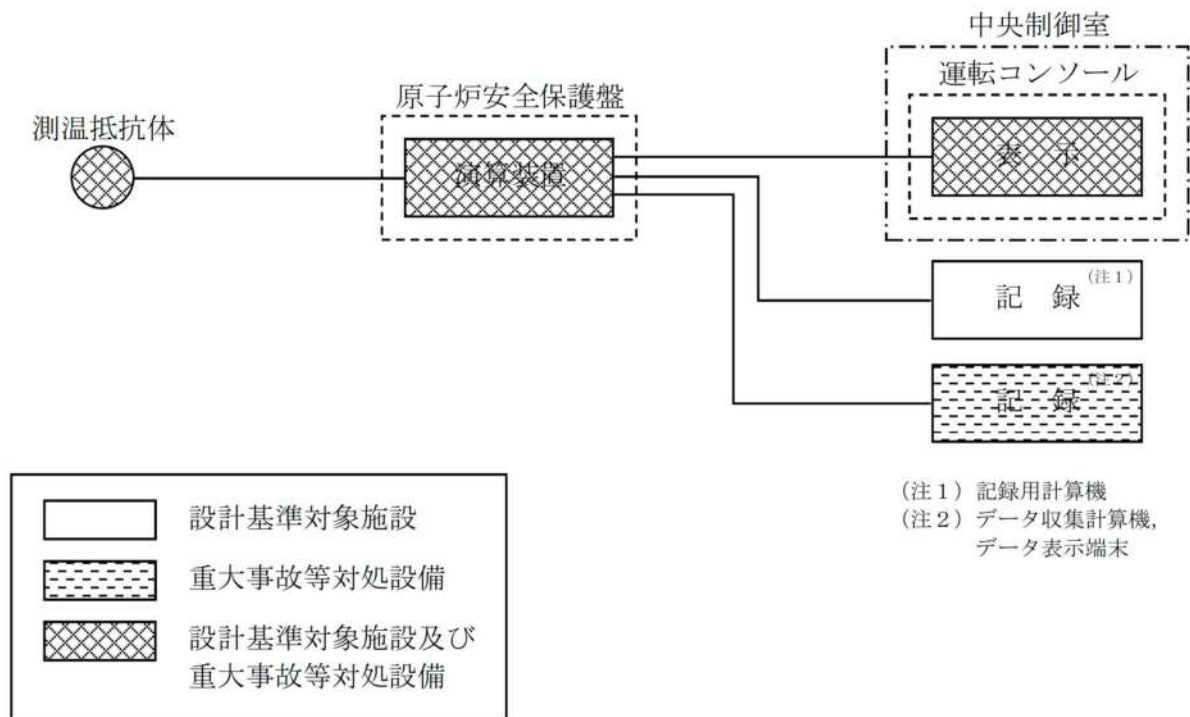 中央制御室
運転コンソール
原子炉安全保護盤
測温抵抗体
演算装置
表 示
記 録 (注1)
記 録 (注2)
(注1) 記録用計算機
(注2) データ収集計算機,
データ表示端末
設計基準対象施設
重大事故等対処設備
設計基準対象施設及び
重大事故等対処設備